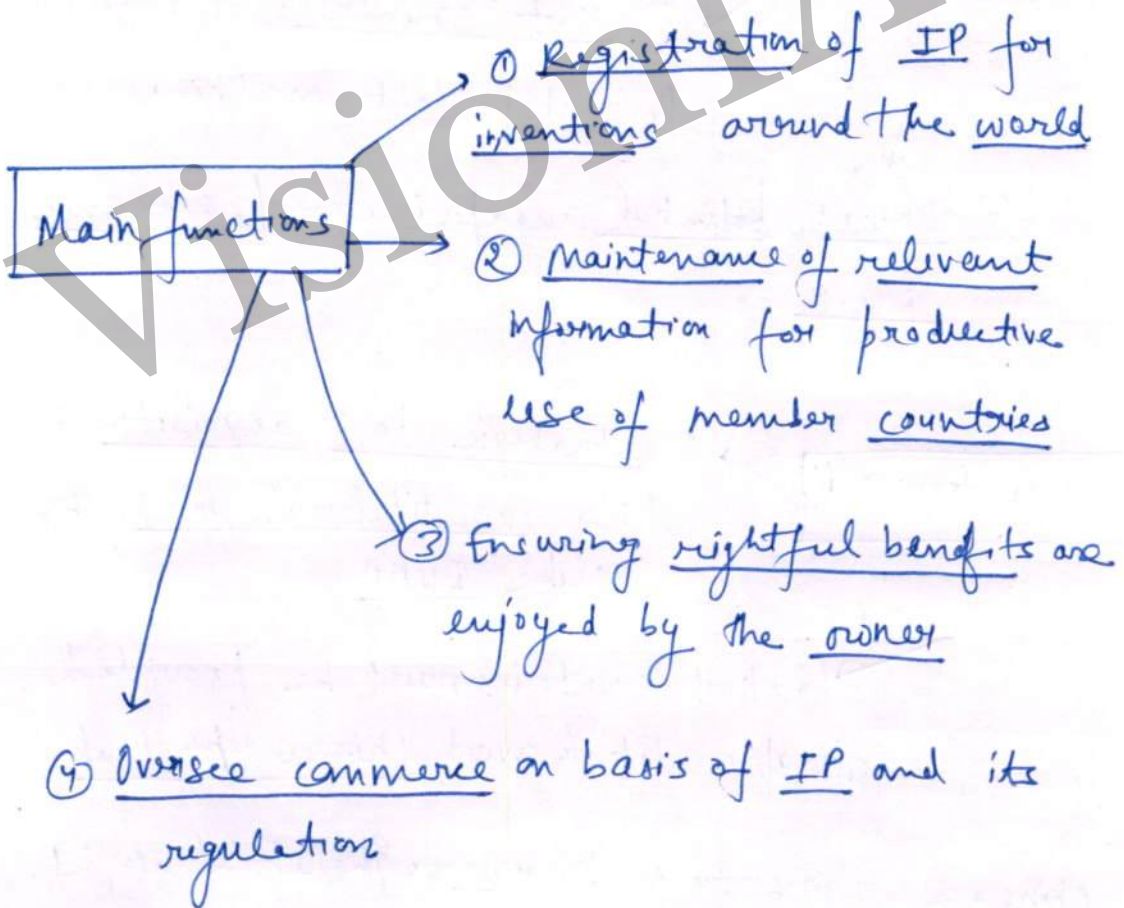 ① Registration of IP for
inventions around the world
Main functions
② Maintenance of relevant
information for productive
use of member countries
③ Ensuring rightful benefits are
enjoyed by the owner
④ Oversee commerce on basis of IP and its
regulation